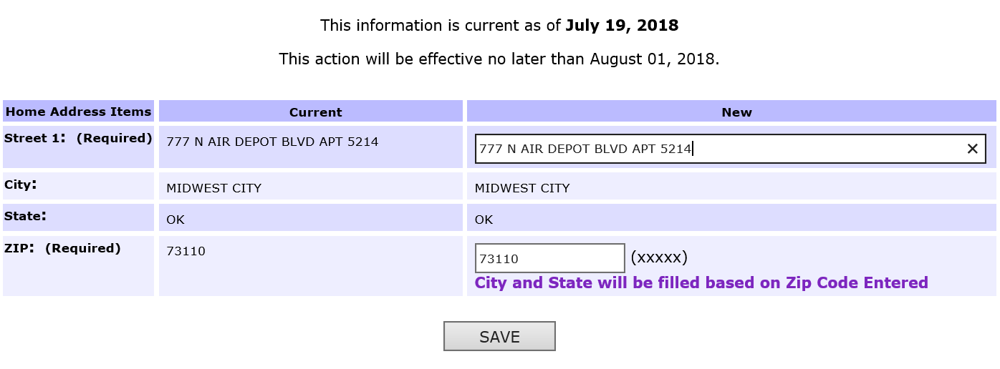 This information is current as of July 19, 2018
This action will be effective no later than August 01, 2018.
Home Address Items Current New
Street 1: (Required) 777 N AIR DEPOT BLVD APT 5214 777 N AIR DEPOT BLVD APT 5214 ✕
City: MIDWEST CITY MIDWEST CITY
State: OK OK
ZIP: (Required) 73110 73110 (xxxxx)
City and State will be filled based on Zip Code Entered
SAVE